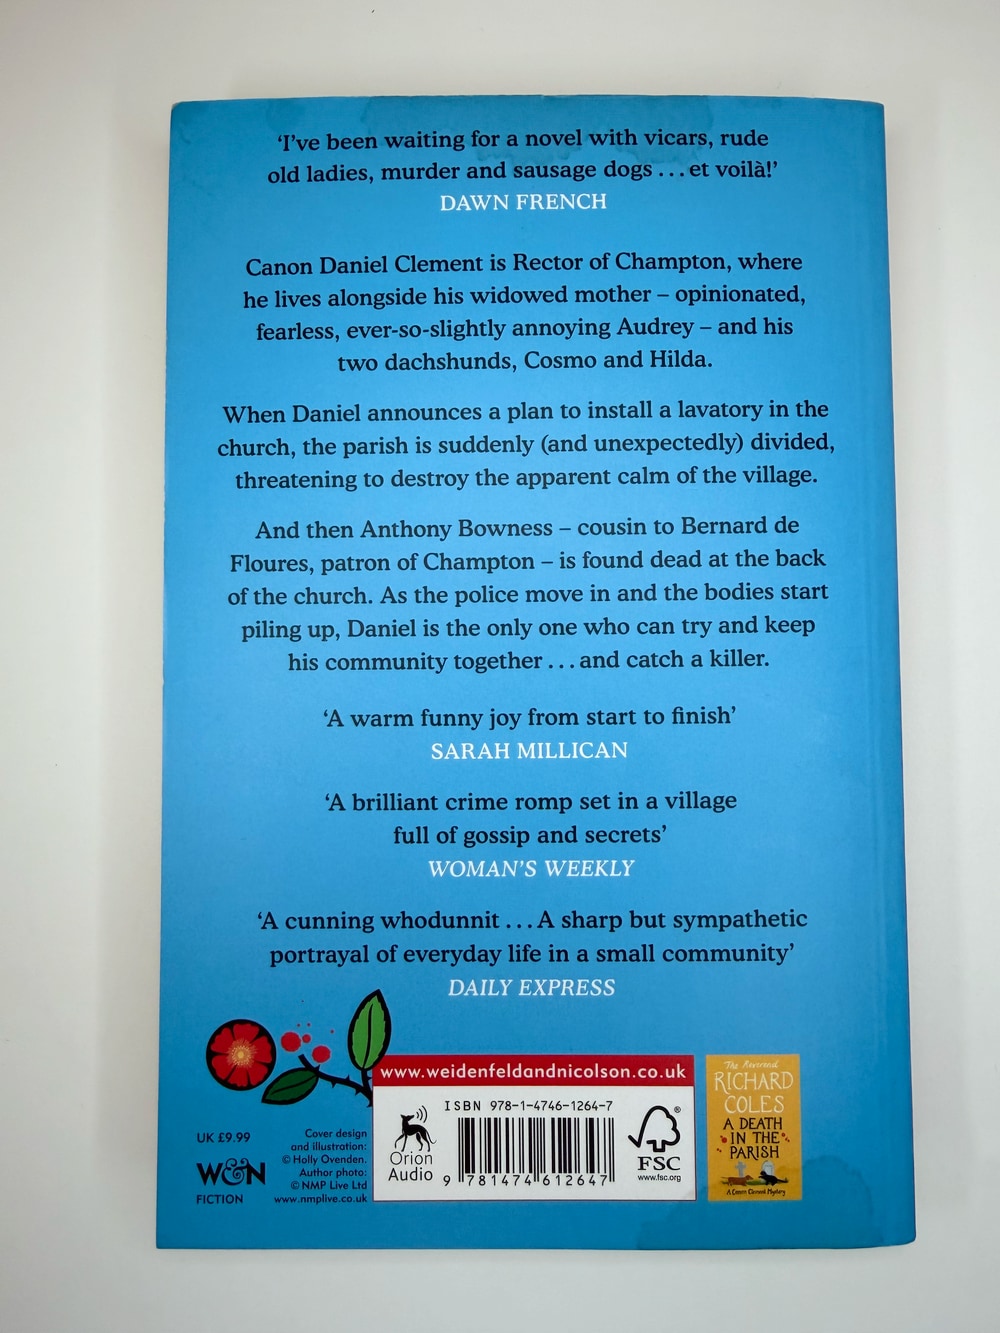 ‘I’ve been waiting for a novel with vicars, rude
old ladies, murder and sausage dogs . . . et voilà!’
DAWN FRENCH
Canon Daniel Clement is Rector of Champton, where
he lives alongside his widowed mother – opinionated,
fearless, ever-so-slightly annoying Audrey – and his
two dachshunds, Cosmo and Hilda.
When Daniel announces a plan to install a lavatory in the
church, the parish is suddenly (and unexpectedly) divided,
threatening to destroy the apparent calm of the village.
And then Anthony Bowness – cousin to Bernard de
Floures, patron of Champton – is found dead at the back
of the church. As the police move in and the bodies start
piling up, Daniel is the only one who can try and keep
his community together . . . and catch a killer.
‘A warm funny joy from start to finish’
SARAH MILLICAN
‘A brilliant crime romp set in a village
full of gossip and secrets’
WOMAN’S WEEKLY
‘A cunning whodunnit . . . A sharp but sympathetic
portrayal of everyday life in a small community’
DAILY EXPRESS
UK £9.99
W&N
FICTION
Cover design
and illustration:
© Holly Ovenden.
Author photo:
© NMP Live Ltd
www.nmplive.co.uk
www.weidenfeldandnicolson.co.uk
ISBN 978-1-4746-1264-7
Orion
Audio
9 781474 612647
®
FSC
www.fsc.org
The Reverend
RICHARD
COLES
A DEATH
IN THE
PARISH
A Canon Clement Mystery